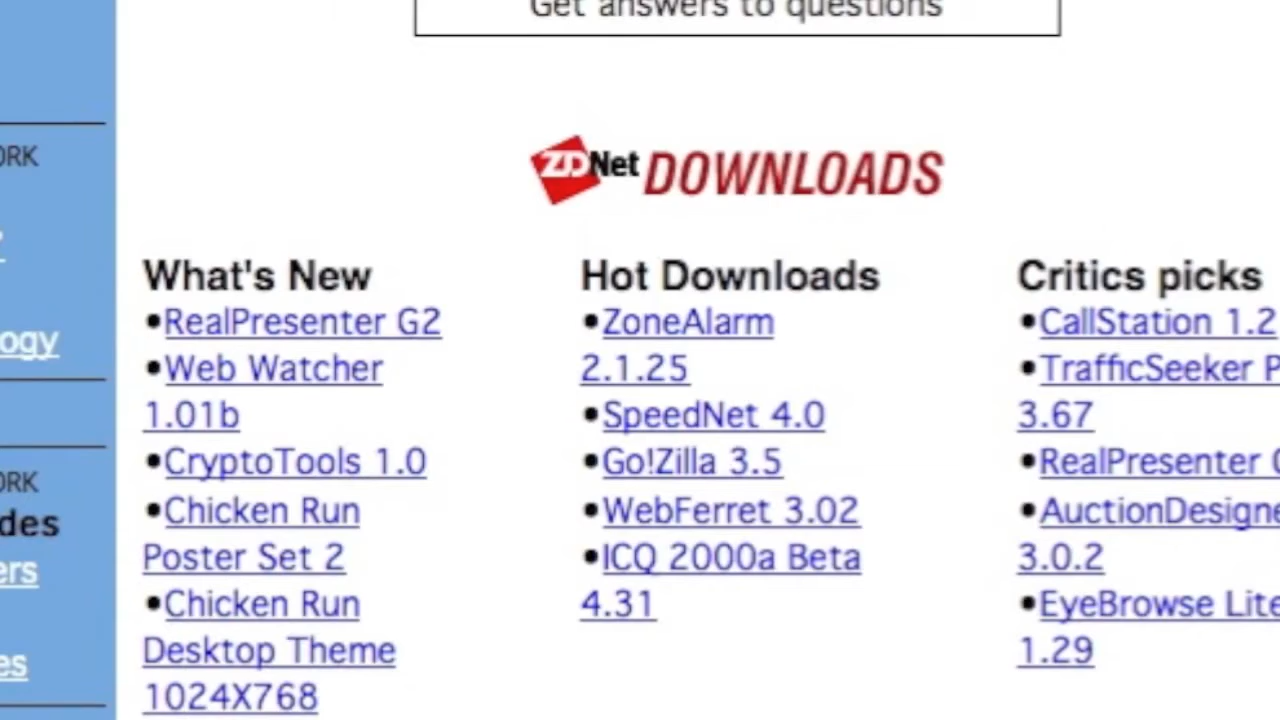 Get answers to questions
ORK
ogy
ORK
des
ers
es
ZDNet DOWNLOADS
What's New
•RealPresenter G2
•Web Watcher
1.01b
•CryptoTools 1.0
•Chicken Run
Poster Set 2
•Chicken Run
Desktop Theme
1024X768
Hot Downloads
•ZoneAlarm
2.1.25
•SpeedNet 4.0
•Go!Zilla 3.5
•WebFerret 3.02
•ICQ 2000a Beta
4.31
Critics picks
•CallStation 1.2
•TrafficSeeker P
3.67
•RealPresenter
•AuctionDesigne
3.0.2
•EyeBrowse Lite
1.29